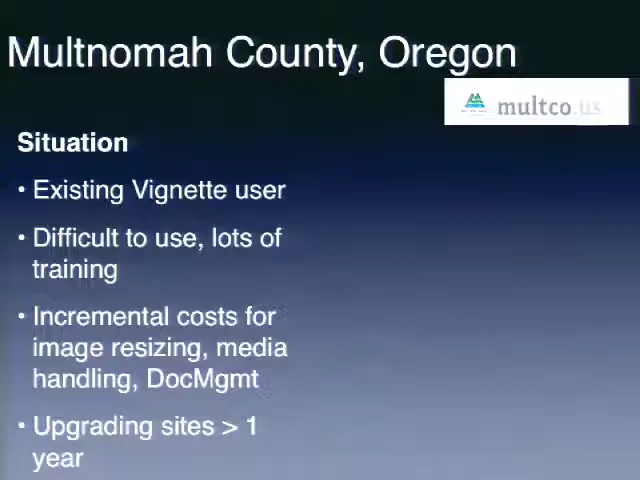 Multnomah County, Oregon
multco.us
Situation
• Existing Vignette user
• Difficult to use, lots of
training
• Incremental costs for
image resizing, media
handling, DocMgmt
• Upgrading sites > 1
year